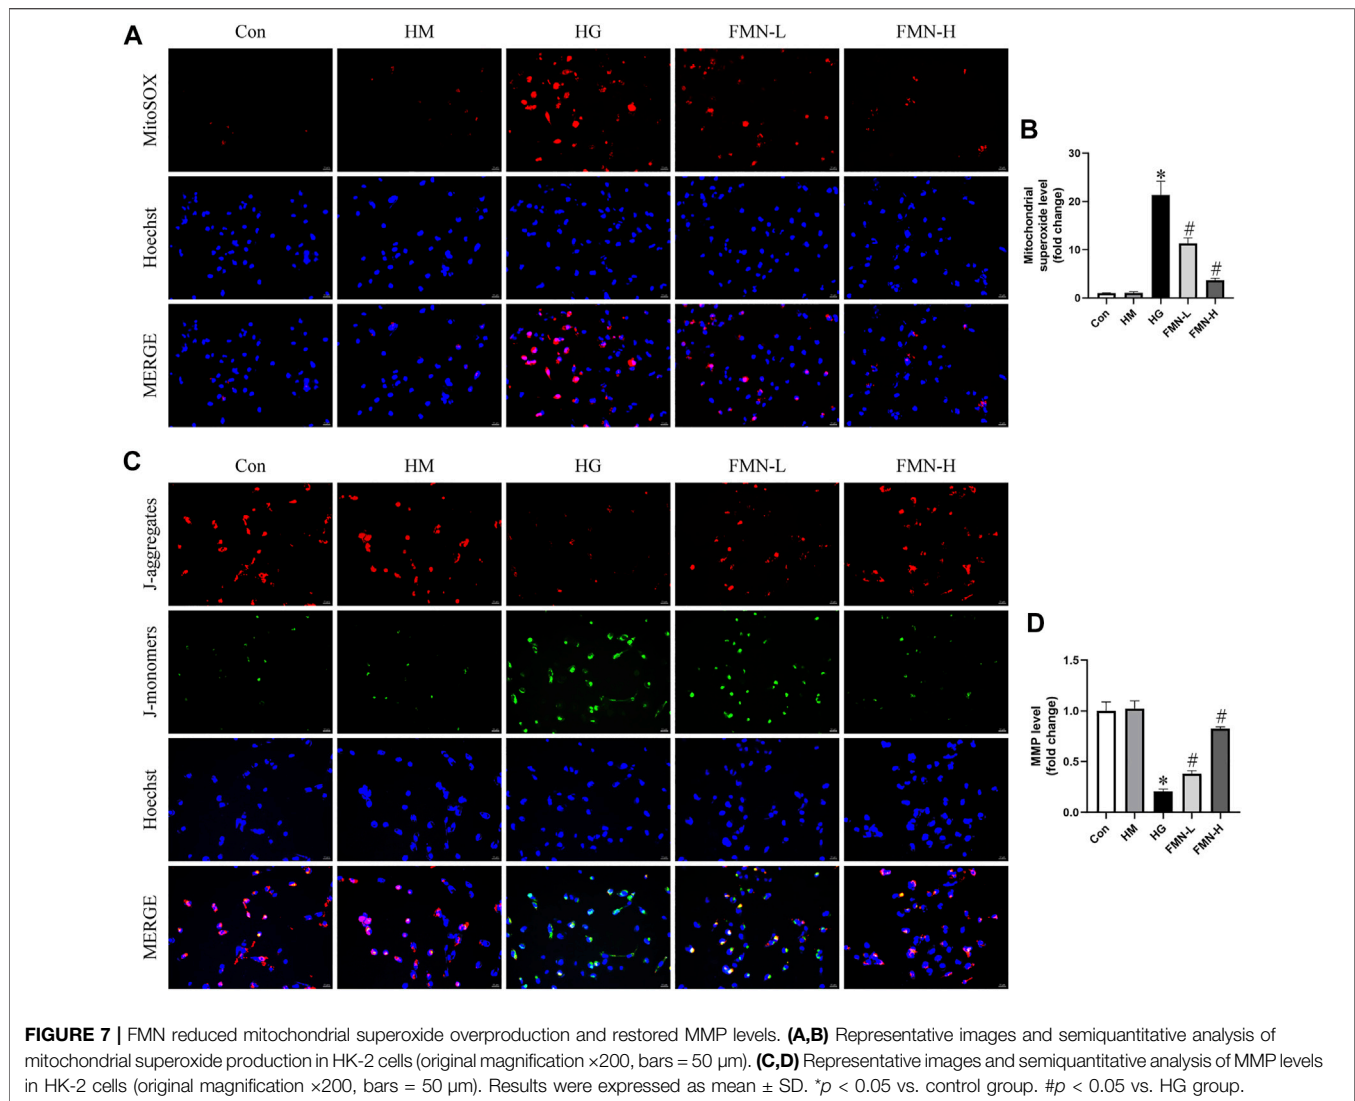 A
Con HM HG FMN-L FMN-H
MitoSOX
Hoechst
MERGE
B
Mitochondrial
superoxide level
(fold change)
30
20
10
0
*
#
#
Con HM HG FMN-L FMN-H
C
Con HM HG FMN-L FMN-H
J-aggregates
J-monomers
Hoechst
MERGE
D
MMP level
(fold change)
1.5
1.0
0.5
0.0
*
#
#
Con HM HG FMN-L FMN-H
FIGURE 7 | FMN reduced mitochondrial superoxide overproduction and restored MMP levels. (A,B) Representative images and semiquantitative analysis of
mitochondrial superoxide production in HK-2 cells (original magnification ×200, bars = 50 μm). (C,D) Representative images and semiquantitative analysis of MMP levels
in HK-2 cells (original magnification ×200, bars = 50 μm). Results were expressed as mean ± SD. *p < 0.05 vs. control group. #p < 0.05 vs. HG group.